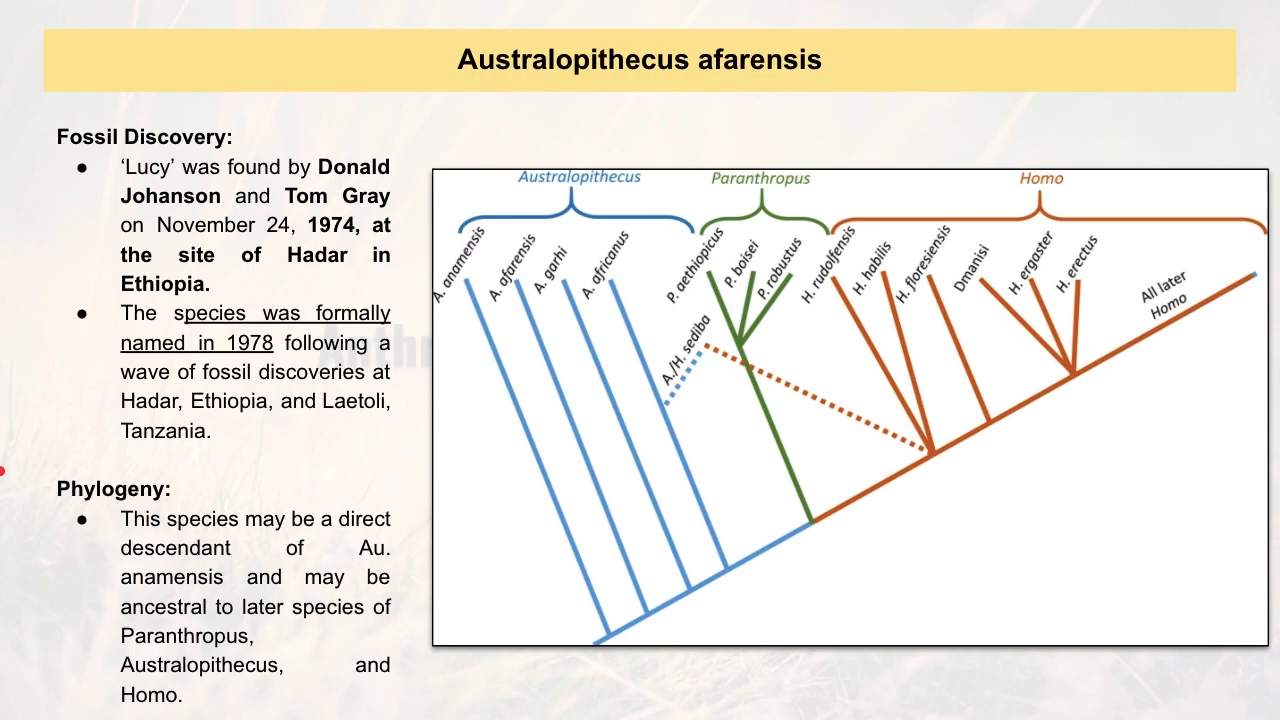 Australopithecus afarensis
Fossil Discovery:
● ‘Lucy’ was found by Donald
Johanson and Tom Gray
on November 24, 1974, at
the site of Hadar in
Ethiopia.
● The species was formally
named in 1978 following a
wave of fossil discoveries at
Hadar, Ethiopia, and Laetoli,
Tanzania.
Phylogeny:
● This species may be a direct
descendant of Au.
anamensis and may be
ancestral to later species of
Paranthropus,
Australopithecus, and
Homo.
Australopithecus
Paranthropus
Homo
A. anamensis
A. afarensis
A. garhi
A. africanus
A./H. sediba
P. aethiopicus
P. boisei
P. robustus
H. rudolfensis
H. habilis
H. floresiensis
Dmanisi
H. ergaster
H. erectus
All later
Homo